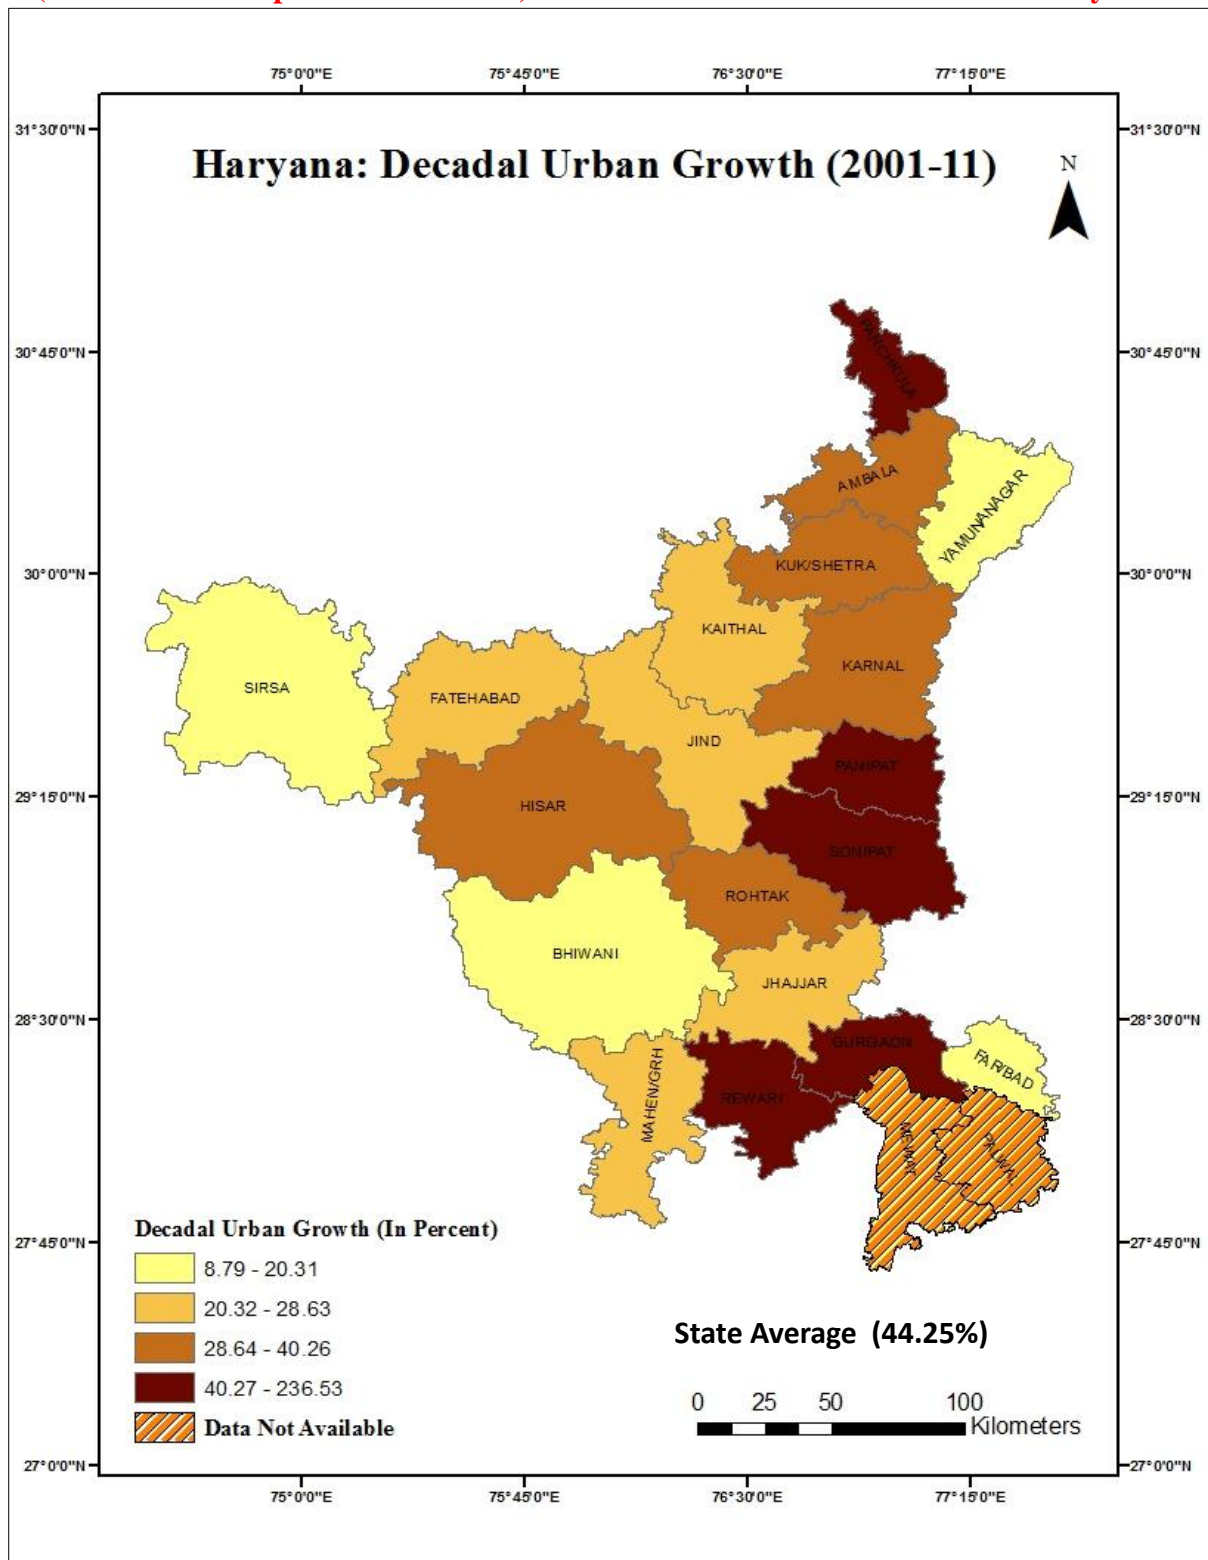 75°0'0"E 75°45'0"E 76°30'0"E 77°15'0"E
31°30'0"N 31°30'0"N
Haryana: Decadal Urban Growth (2001-11)
N
PANCHKULA
30°45'0"N 30°45'0"N
AMBALA
YAMUNANAGAR
KUK/SHETRA
30°0'0"N 30°0'0"N
KAITHAL
KARNAL
SIRSA
FATEHABAD
JIND
PANIPAT
29°15'0"N 29°15'0"N
HISAR
SONIPAT
ROHTAK
BHIWANI
JHAJJAR
28°30'0"N 28°30'0"N
GURGAON
FAR/BAD
MAHEN/GRH
REWARI
MEWAT
PALWAL
Decadal Urban Growth (In Percent)
27°45'0"N 27°45'0"N
8.79 - 20.31
20.32 - 28.63
State Average (44.25%)
28.64 - 40.26
40.27 - 236.53
0 25 50 100
Kilometers
Data Not Available
27°0'0"N 27°0'0"N
75°0'0"E 75°45'0"E 76°30'0"E 77°15'0"E